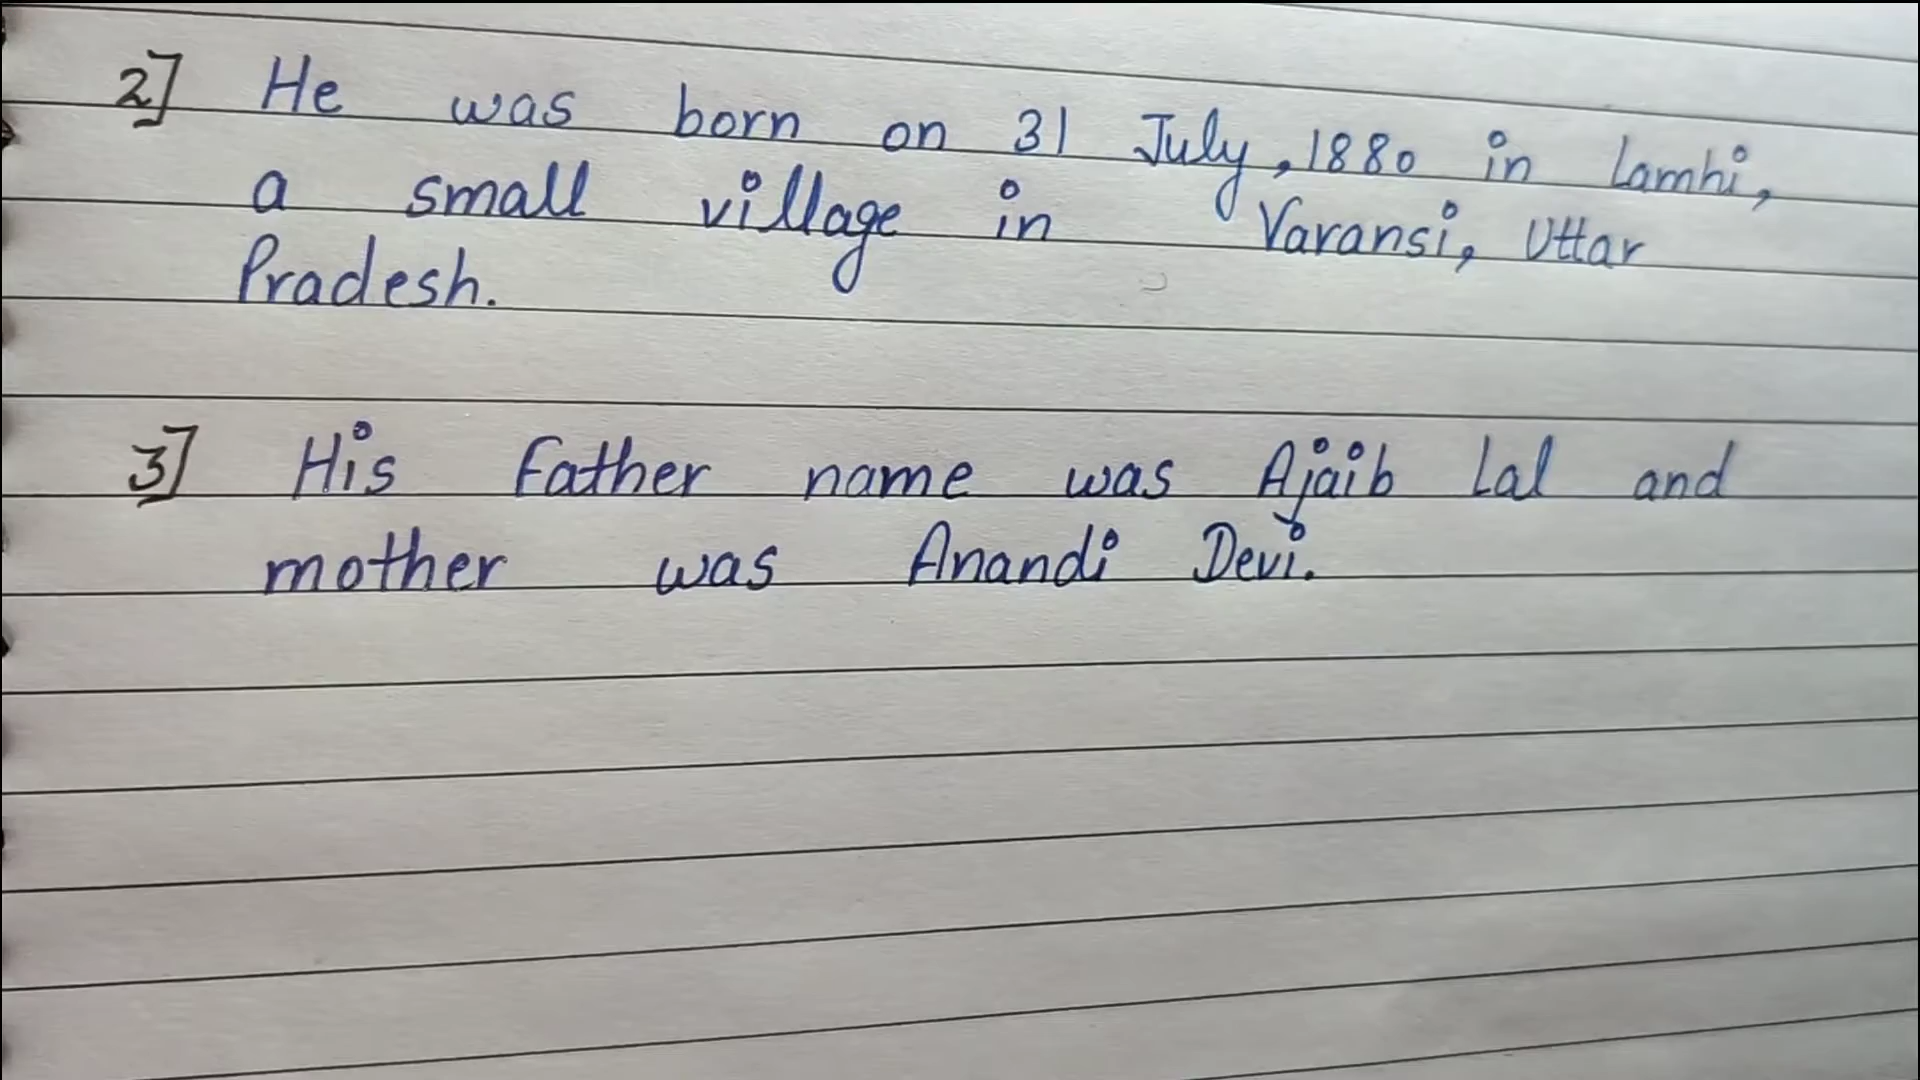 2] He was born on 31 July, 1880 in Lamhi,
a small village in Varansi, Uttar
Pradesh.
3] His Father name was Ajaib Lal and
mother was Anandi Devi.